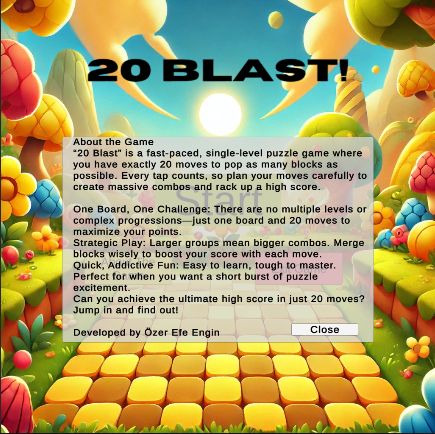 20 BLAST!
About the Game
"20 Blast" is a fast-paced, single-level puzzle game where
you have exactly 20 moves to pop as many blocks as
possible. Every tap counts, so plan your moves carefully to
create massive combos and rack up a high score.
Start
One Board, One Challenge: There are no multiple levels or
complex progressions—just one board and 20 moves to
maximize your points.
Strategic Play: Larger groups mean bigger combos. Merge
blocks wisely to boost your score with each move.
Quick, Addictive Fun: Easy to learn, tough to master.
Perfect for when you want a short burst of puzzle
excitement.
Can you achieve the ultimate high score in just 20 moves?
Jump in and find out!
Developed by Özer Efe Engin
Close